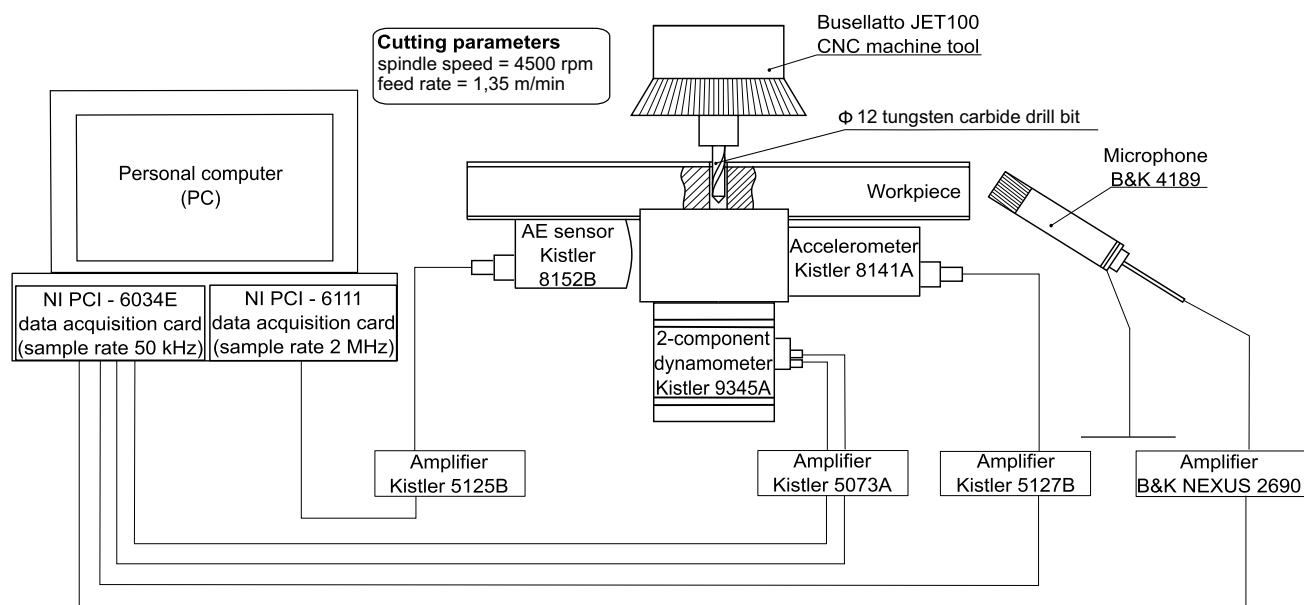 Busellatto JET100
CNC machine tool
Cutting parameters
spindle speed = 4500 rpm
feed rate = 1,35 m/min
Φ 12 tungsten carbide drill bit
Microphone
B&K 4189
Personal computer
(PC)
Workpiece
AE sensor
Kistler
8152B
Accelerometer
Kistler 8141A
NI PCI - 6034E
data acquisition card
(sample rate 50 kHz)
NI PCI - 6111
data acquisition card
(sample rate 2 MHz)
2-component
dynamometer
Kistler 9345A
Amplifier
Kistler 5125B
Amplifier
Kistler 5073A
Amplifier
Kistler 5127B
Amplifier
B&K NEXUS 2690